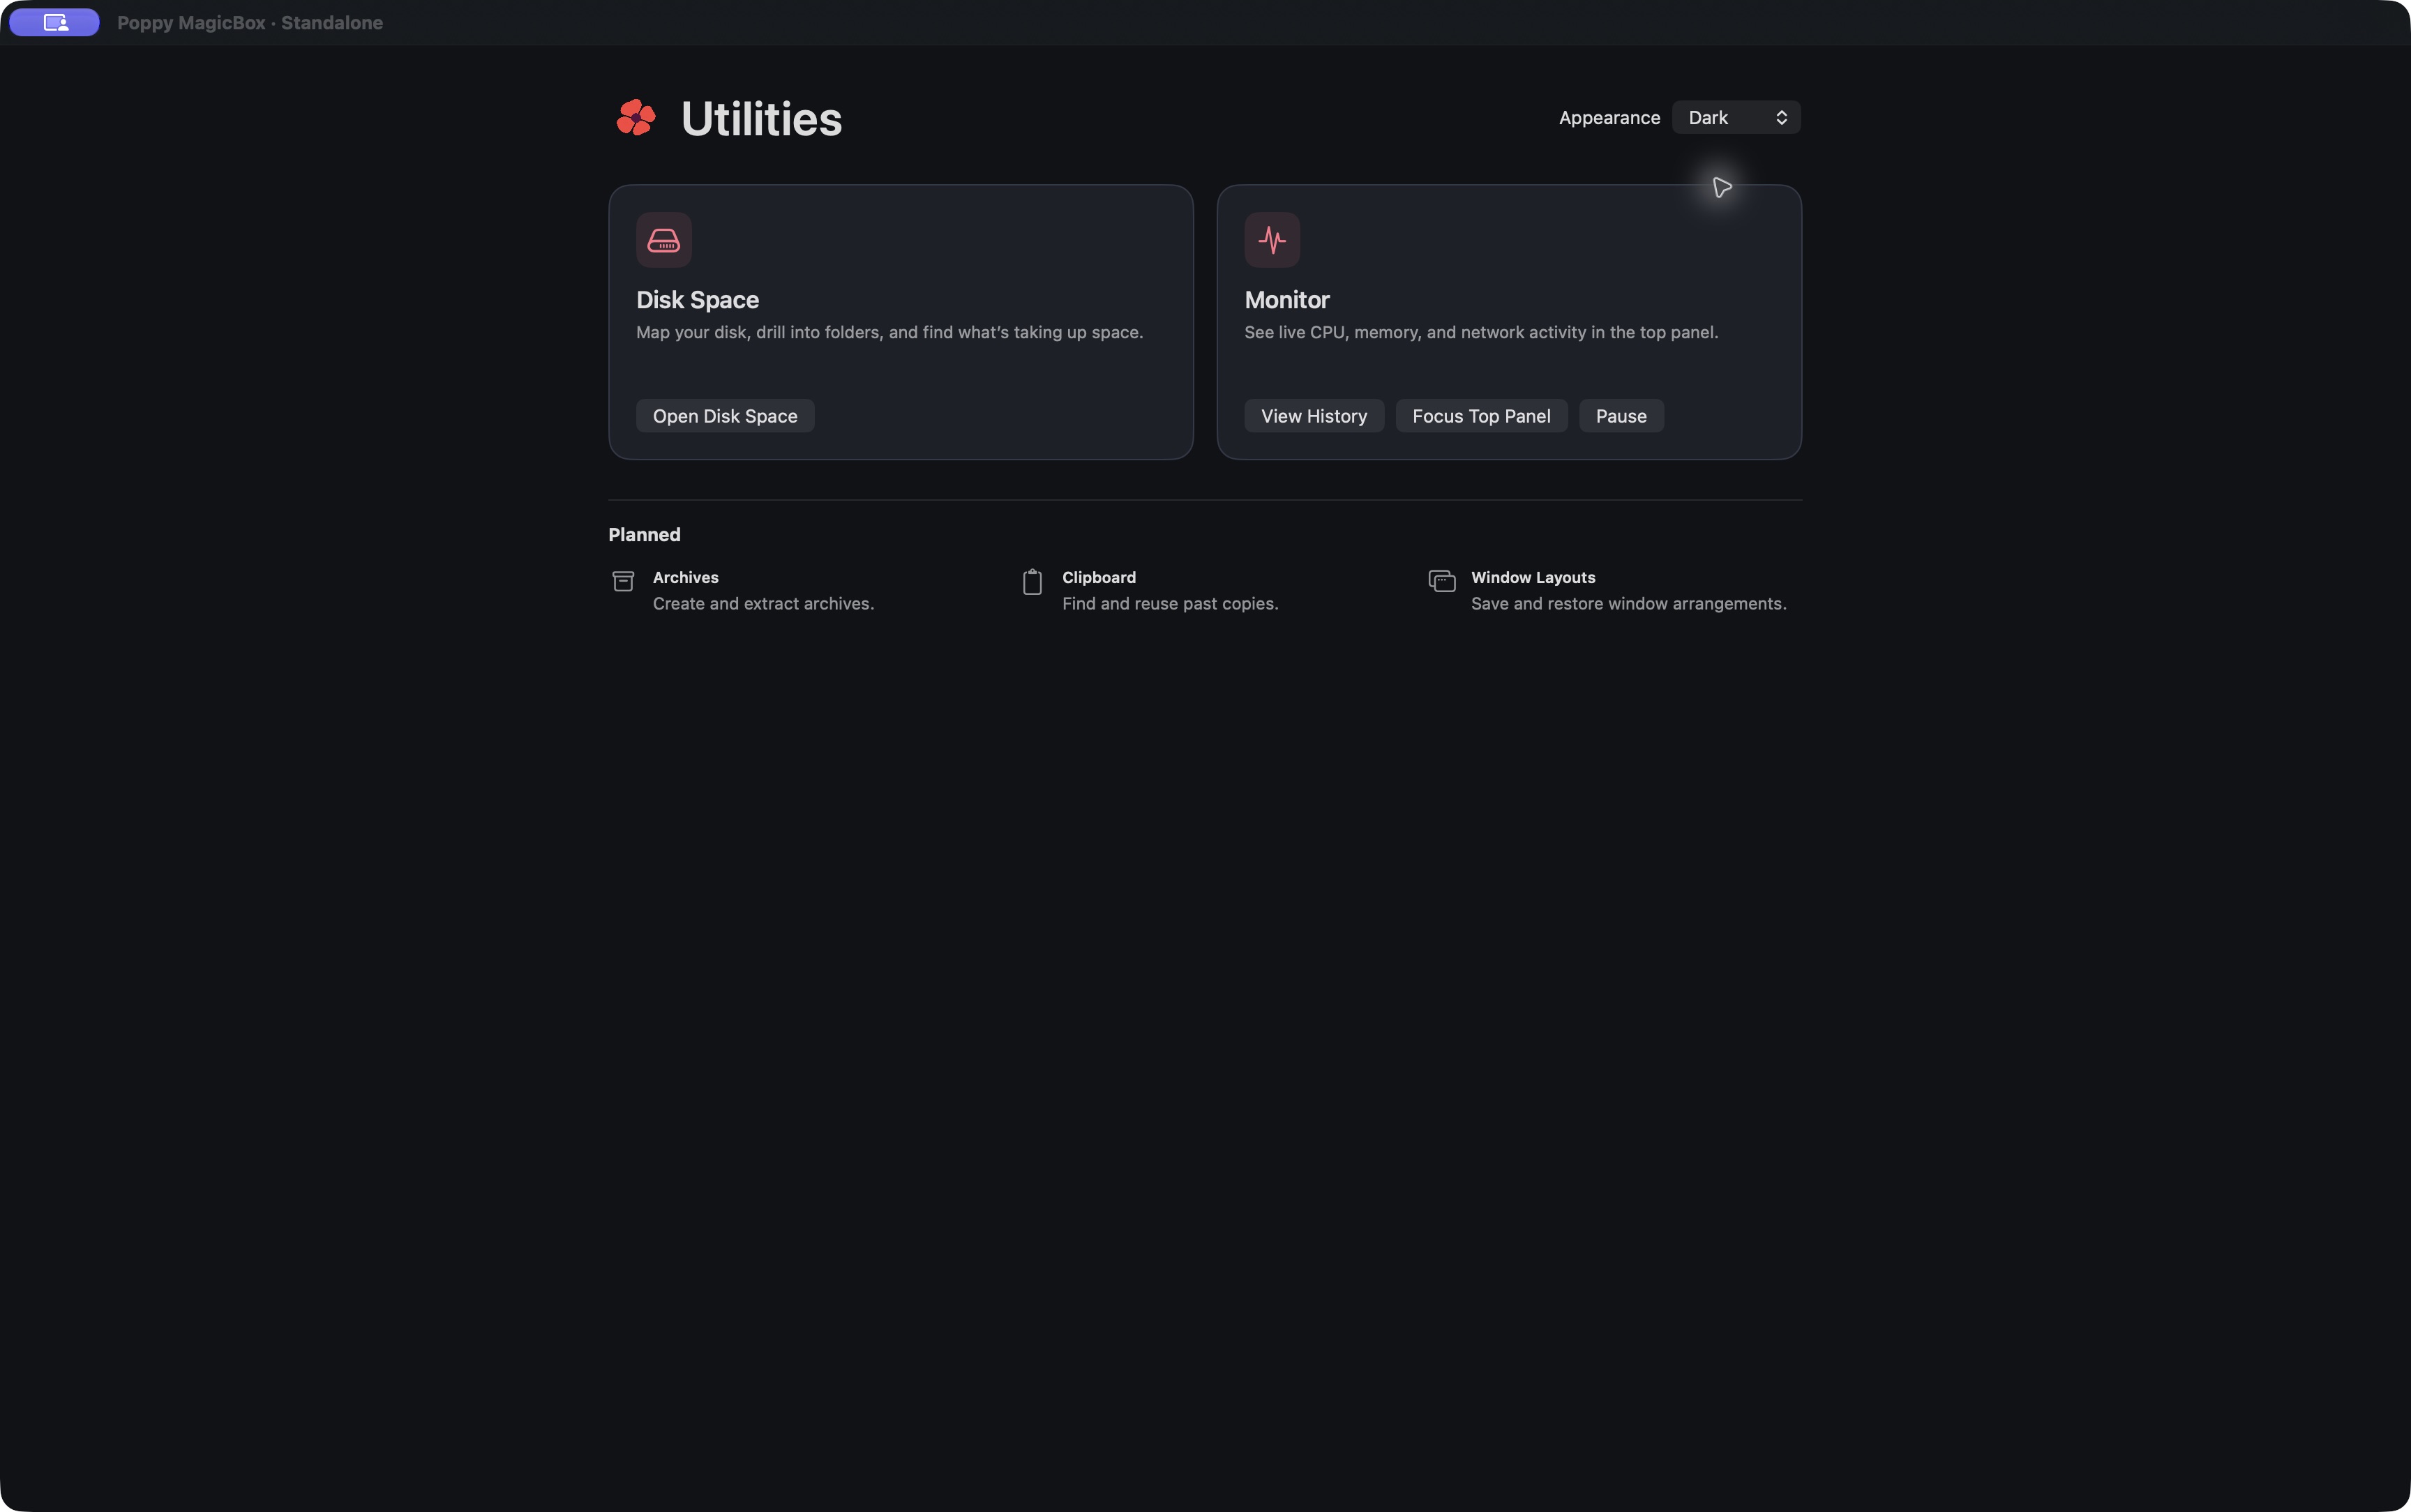 Poppy MagicBox · Standalone
Utilities
Appearance
Dark
Disk Space
Map your disk, drill into folders, and find what’s taking up space.
Open Disk Space
Monitor
See live CPU, memory, and network activity in the top panel.
View History
Focus Top Panel
Pause
Planned
Archives
Create and extract archives.
Clipboard
Find and reuse past copies.
Window Layouts
Save and restore window arrangements.